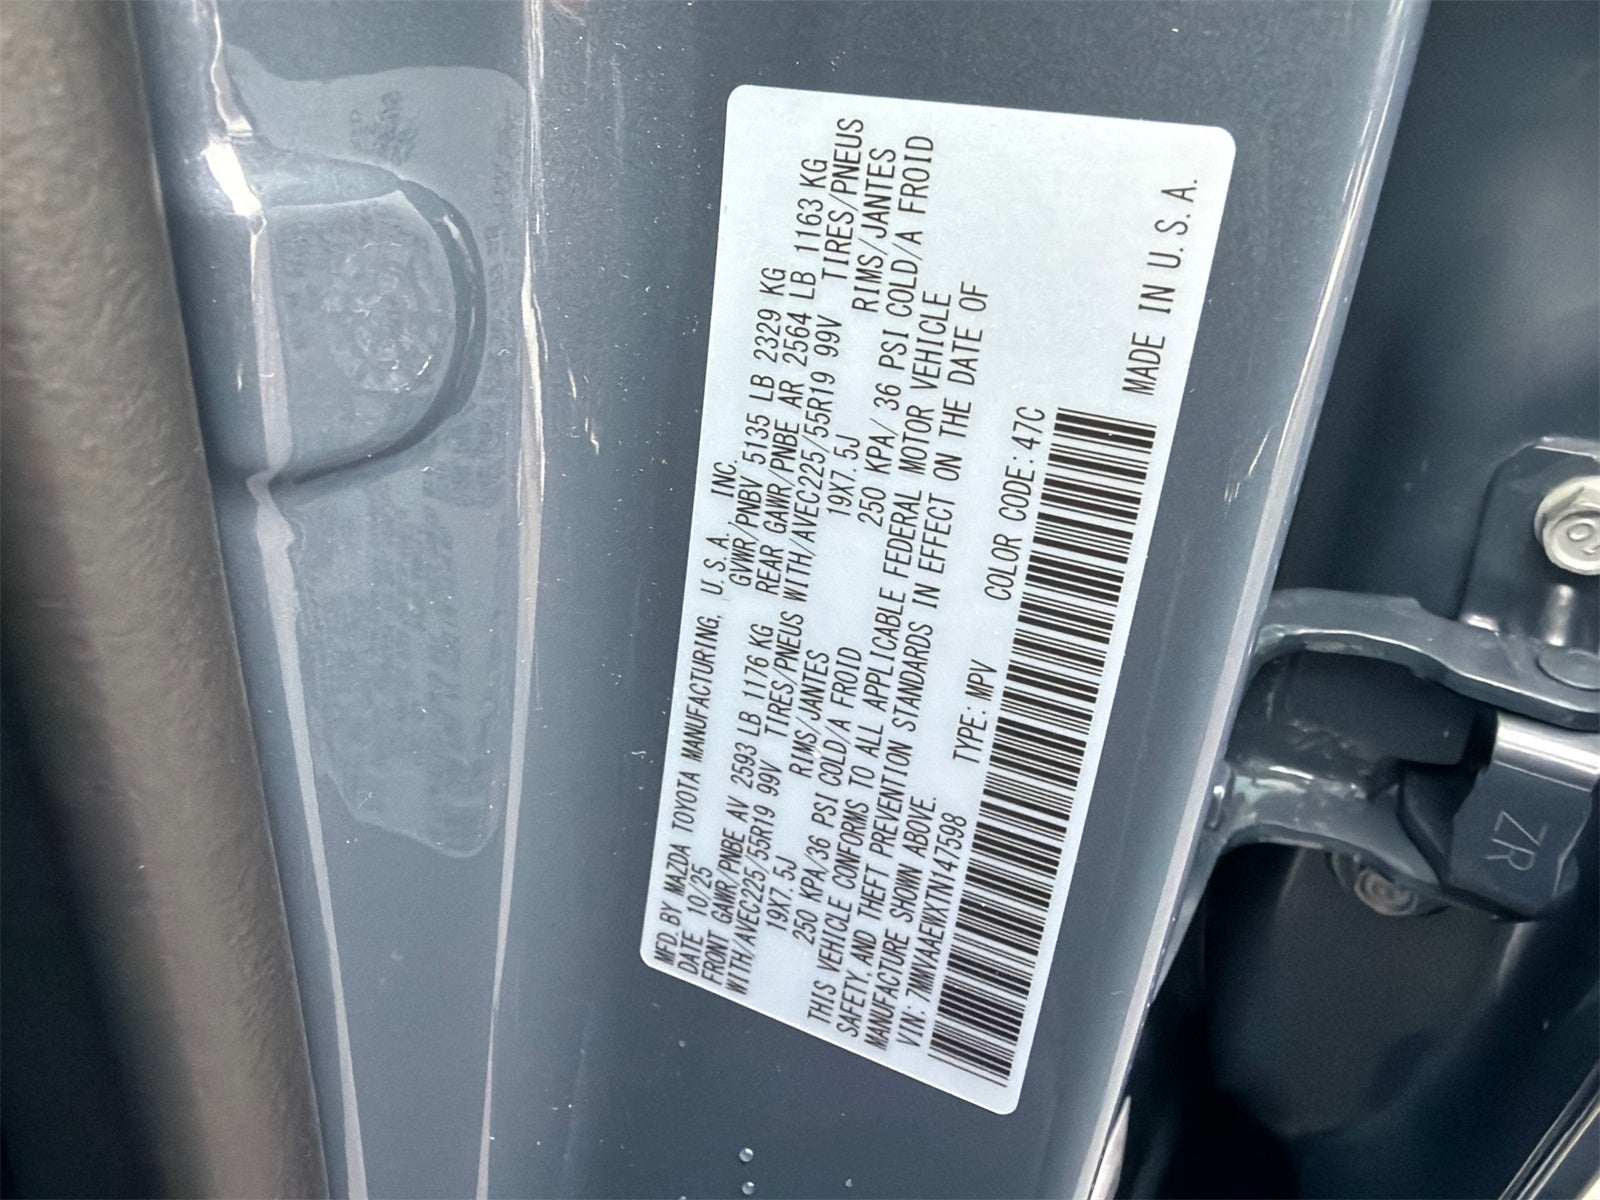 MFD. BY MAZDA TOYOTA MANUFACTURING, U.S.A., INC.
DATE 10/25 GVWR/PNBV 5135 LB 2329 KG
FRONT GAWR/PNBE AV 2593 LB 1176 KG REAR GAWR/PNBE AR 2564 LB 1163 KG
WITH/AVEC225/55R19 99V TIRES/PNEUS WITH/AVEC225/55R19 99V TIRES/PNEUS
19X7.5J RIMS/JANTES 19X7.5J RIMS/JANTES
250 KPA/36 PSI COLD/A FROID 250 KPA/ 36 PSI COLD/A FROID
THIS VEHICLE CONFORMS TO ALL APPLICABLE FEDERAL MOTOR VEHICLE
SAFETY, AND THEFT PREVENTION STANDARDS IN EFFECT ON THE DATE OF
MANUFACTURE SHOWN ABOVE.
VIN: 7MMVAAEWXTN147598 TYPE: MPV COLOR CODE: 47C
MADE IN U.S.A.
ZR
10